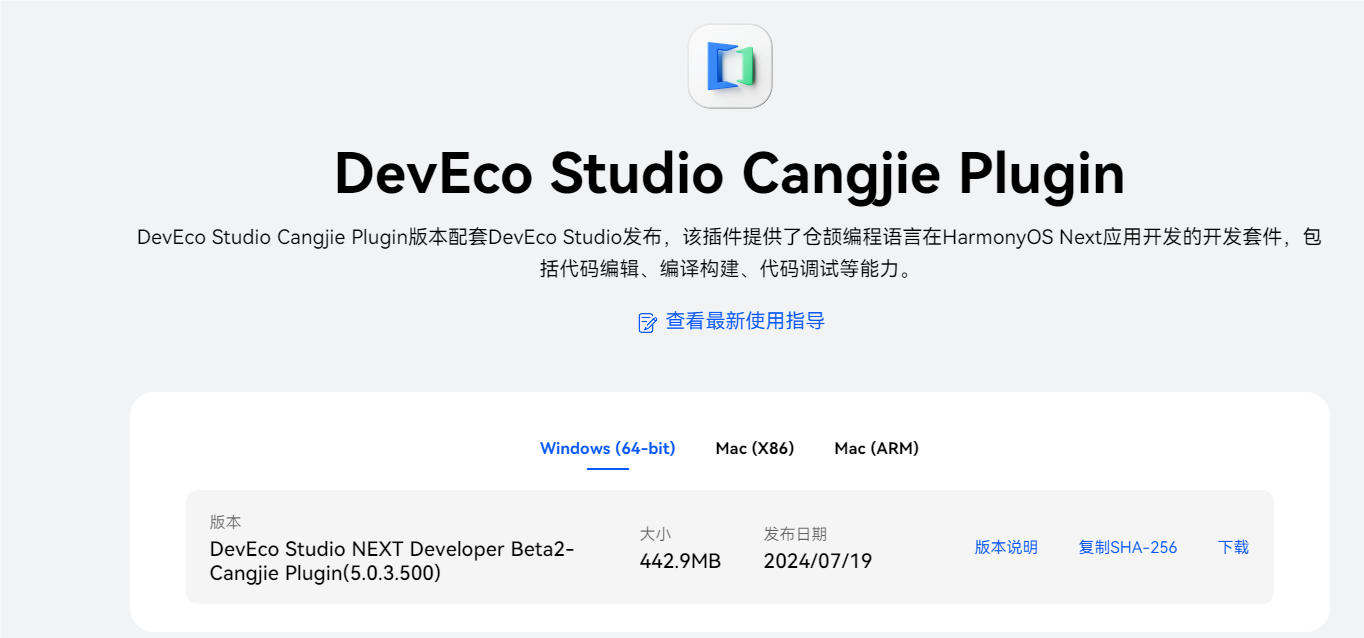 DevEco Studio Cangjie Plugin
DevEco Studio Cangjie Plugin版本配套DevEco Studio发布，该插件提供了仓颉编程语言在HarmonyOS Next应用开发的开发套件，包
括代码编辑、编译构建、代码调试等能力。
查看最新使用指导
Windows (64-bit) Mac (X86) Mac (ARM)
版本
DevEco Studio NEXT Developer Beta2-
Cangjie Plugin(5.0.3.500)
大小
442.9MB
发布日期
2024/07/19
版本说明 复制SHA-256 下载